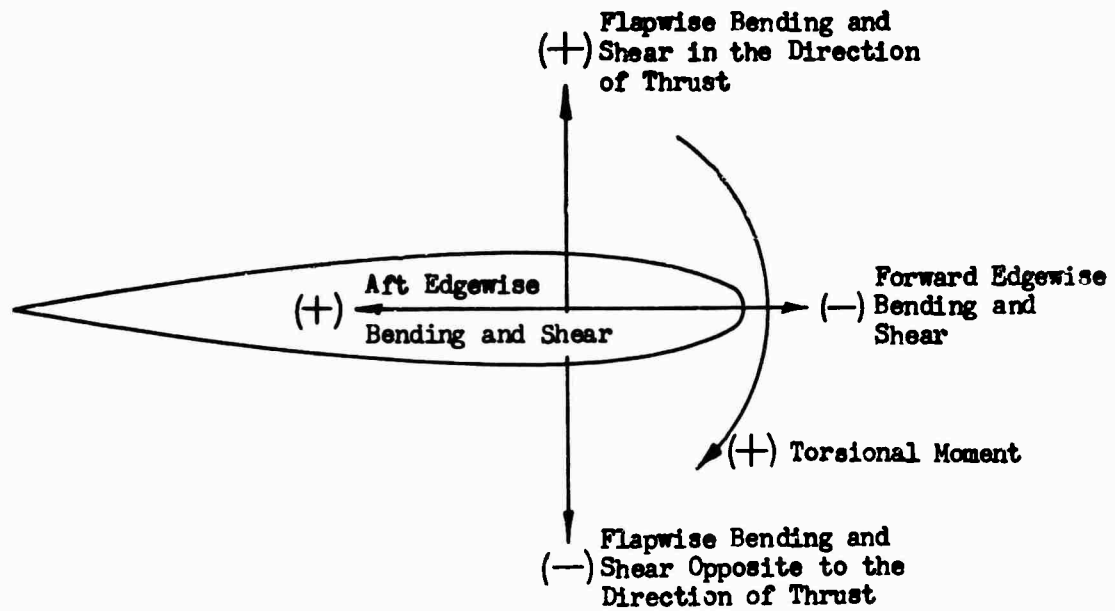 (+) Flapwise Bending and
Shear in the Direction
of Thrust
Aft Edgewise
(+)
Bending and Shear
(—) Forward Edgewise
Bending and
Shear
(+) Torsional Moment
Flapwise Bending and
(—) Shear Opposite to the
Direction of Thrust